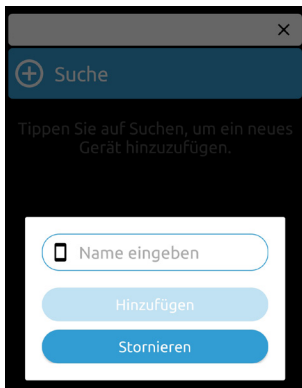 Suche
Tippen Sie auf Suchen, um ein neues
Gerät hinzuzufügen.
Name eingeben
Hinzufügen
Stornieren